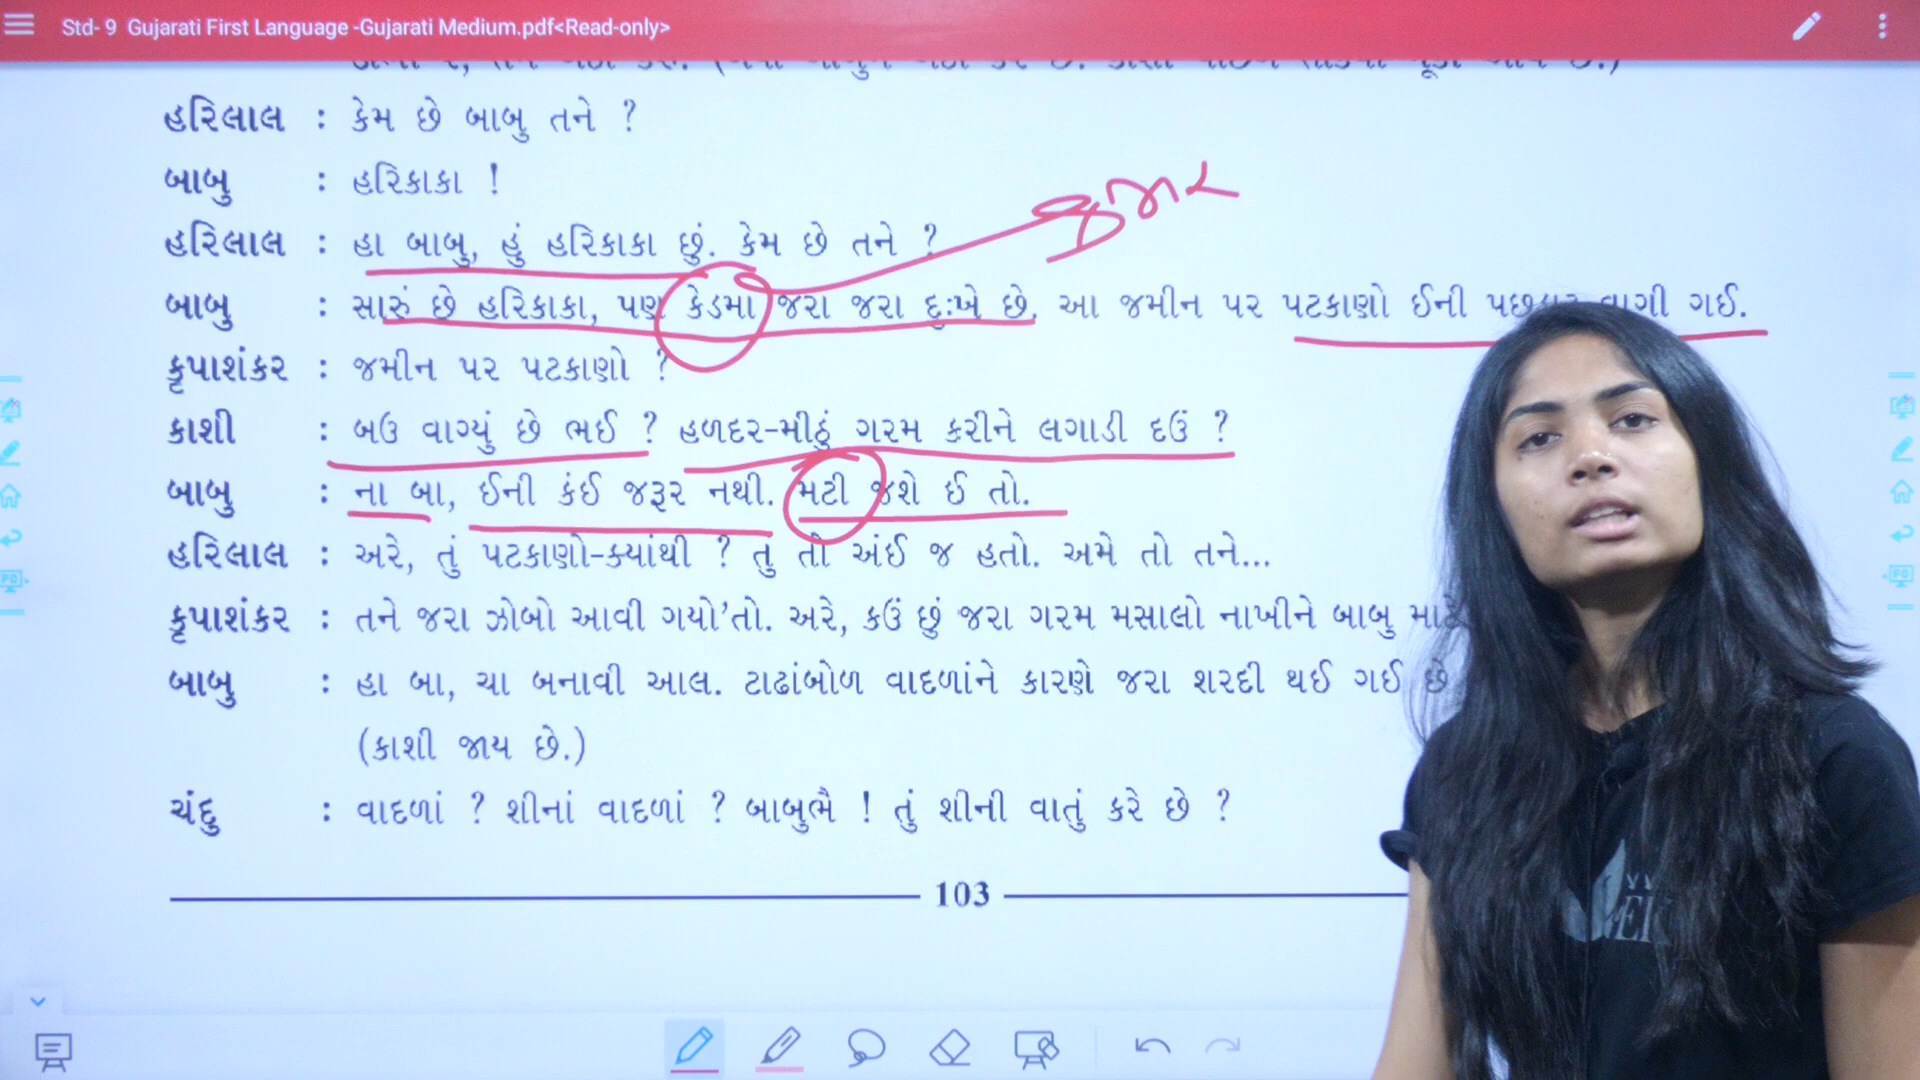 Std- 9 Gujarati First Language -Gujarati Medium.pdf<Read-only>
હરિલાલ : કેમ છે બાબુ તને ?
બાબુ : હરિકાકા !
હરિલાલ : હા બાબુ, હું હરિકાકા છું. કેમ છે તને ?
બાબુ : સારું છે હરિકાકા, પણ કેડમા જરા જરા દુઃખે છે. આ જમીન પર પટકાણો ઈની વાગી ગઈ.
કૃપાશંકર : જમીન પર પટકાણો ?
કાશી : બઉ વાગ્યું છે ભઈ ? હળદર-મીઠું ગરમ કરીને લગાડી દઉં ?
બાબુ : ના બા, ઈની કંઈ જરૂર નથી. મટી જશે ઈ તો.
હરિલાલ : અરે, તું પટકાણો-ક્યાંથી ? તુ તો અંઈ જ હતો. અમે તો તને...
કૃપાશંકર : તને જરા ઝોબો આવી ગયો’તો. અરે, કઉં છું જરા ગરમ મસાલો નાખીને બાબુ માટે
બાબુ : હા બા, ચા બનાવી આલ. ટાઢાંબોળ વાદળાંને કારણે જરા શરદી થઈ ગઈ છે
(કાશી જાય છે.)
ચંદુ : વાદળાં ? શીનાં વાદળાં ? બાબુભૈ ! તું શીની વાતું કરે છે ?
103